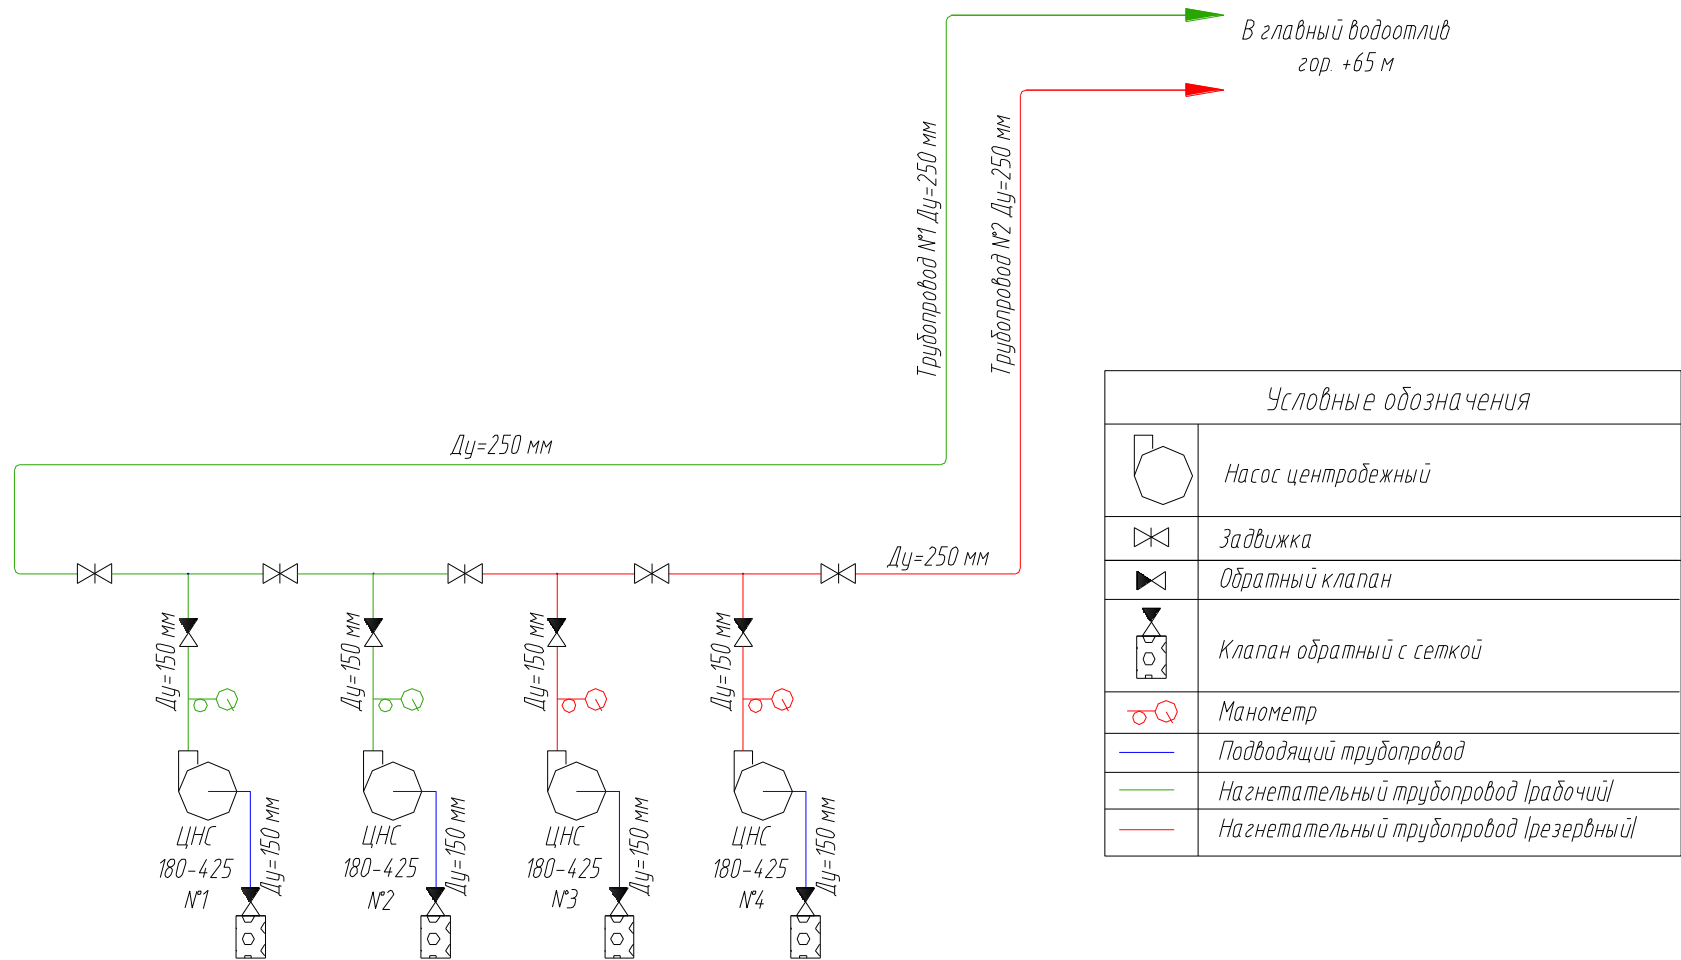 В главный водоотлив
гор. +65 м
Трубопровод №1 Ду=250 мм
Трубопровод №2 Ду=250 мм
Ду=250 мм
Ду=250 мм
Ду=150 мм
Ду=150 мм
Ду=150 мм
Ду=150 мм
ЦНС
180-425
№1
Ду=150 мм
ЦНС
180-425
№2
Ду=150 мм
ЦНС
180-425
№3
Ду=150 мм
ЦНС
180-425
№4
Ду=150 мм
Условные обозначения
Насос центробежный
Задвижка
Обратный клапан
Клапан обратный с сеткой
Манометр
Подводящий трубопровод
Нагнетательный трубопровод |рабочий|
Нагнетательный трубопровод |резервный|